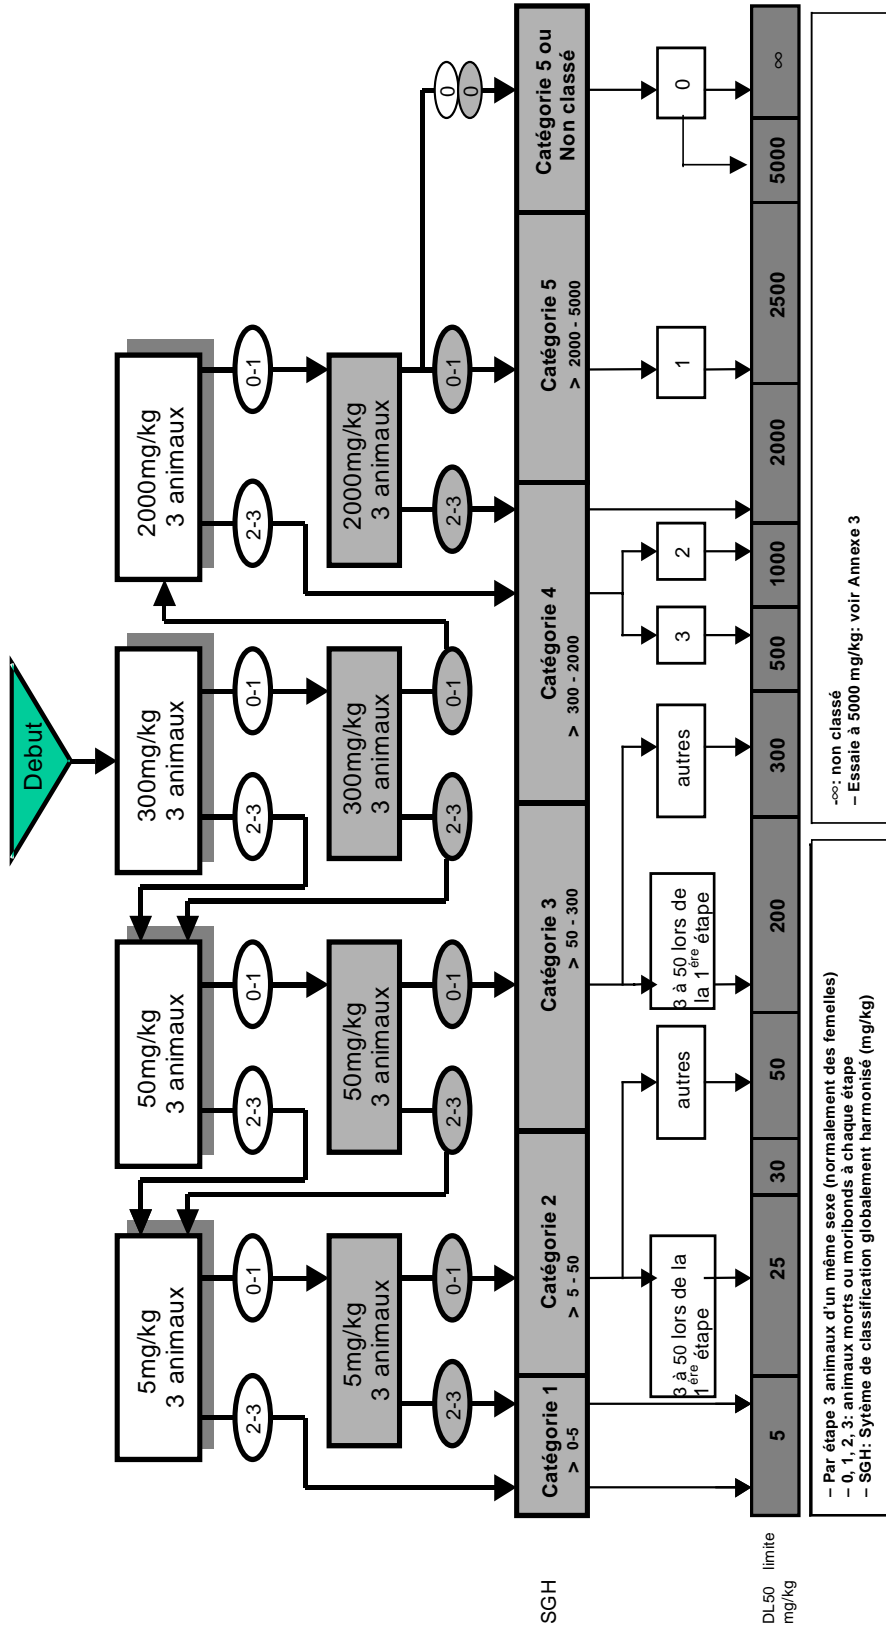 Debut
5mg/kg
3 animaux
50mg/kg
3 animaux
300mg/kg
3 animaux
2000mg/kg
3 animaux
2-3
0-1
2-3
0-1
2-3
0-1
2-3
0-1
5mg/kg
3 animaux
50mg/kg
3 animaux
300mg/kg
3 animaux
2000mg/kg
3 animaux
2-3
0-1
2-3
0-1
2-3
0-1
2-3
0-1
0
0
SGH
Catégorie 1
> 0-5
Catégorie 2
> 5 - 50
Catégorie 3
> 50 - 300
Catégorie 4
> 300 - 2000
Catégorie 5
> 2000 - 5000
Catégorie 5 ou
Non classé
3 à 50 lors de la
1ére étape
autres
3 à 50 lors de
la 1ére étape
autres
3
2
1
0
DL50 limite
mg/kg
5
25
30
50
200
300
500
1000
2000
2500
5000
∞
– Par étape 3 animaux d'un même sexe (normalement des femelles)
– 0, 1, 2, 3: animaux morts ou moribonds à chaque étape
– SGH: Sytème de classification globalement harmonisé (mg/kg)
-∞: non classé
– Essaie à 5000 mg/kg: voir Annexe 3